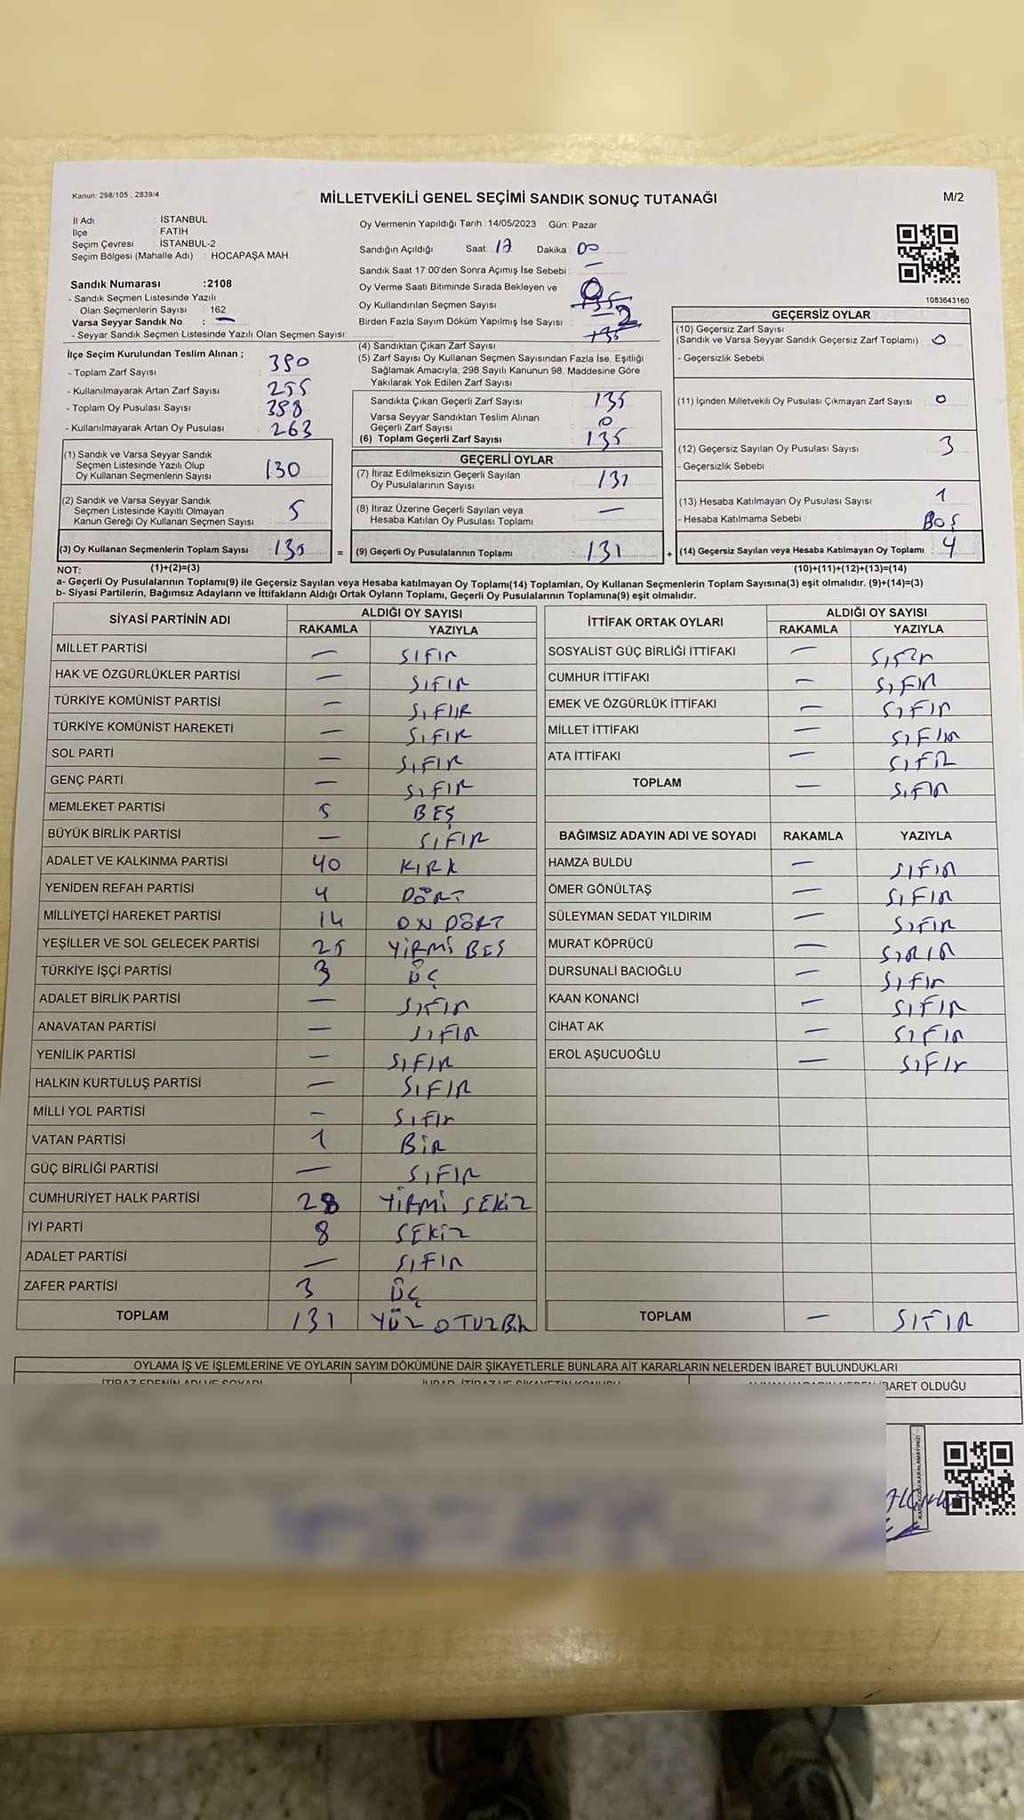 Kanun: 298/105 . 2839/4
MİLLETVEKİLİ GENEL SEÇİMİ SANDIK SONUÇ TUTANAĞI
M/2
İl Adı : İSTANBUL
İlçe : FATİH
Seçim Çevresi : İSTANBUL-2
Seçim Bölgesi (Mahalle Adı) : HOCAPAŞA MAH.
Sandık Numarası :2108
- Sandık Seçmen Listesinde Yazılı
Olan Seçmenlerin Sayısı : 162
Varsa Seyyar Sandık No : —
- Seyyar Sandık Seçmen Listesinde Yazılı Olan Seçmen Sayısı:
Oy Vermenin Yapıldığı Tarih :14/05/2023 Gün: Pazar
Sandığın Açıldığı Saat: 17 Dakika : 00
Sandık Saat 17:00'den Sonra Açımış İse Sebebi : —
Oy Verme Saati Bitiminde Sırada Bekleyen ve
Oy Kullandırılan Seçmen Sayısı : 0
Birden Fazla Sayım Döküm Yapılmış İse Sayısı : 2
1083643160
İlçe Seçim Kurulundan Teslim Alınan ;
- Toplam Zarf Sayısı : 390
- Kullanılmayarak Artan Zarf Sayısı : 255
- Toplam Oy Pusulası Sayısı : 398
- Kullanılmayarak Artan Oy Pusulası : 263
(1) Sandık ve Varsa Seyyar Sandık
Seçmen Listesinde Yazılı Olup
Oy Kullanan Seçmenlerin Sayısı : 130
(2) Sandık ve Varsa Seyyar Sandık
Seçmen Listesinde Kayıtlı Olmayan
Kanun Gereği Oy Kullanan Seçmen Sayısı : 5
(3) Oy Kullanan Seçmenlerin Toplam Sayısı : 135
(1)+(2)=(3)
(4) Sandıktan Çıkan Zarf Sayısı : 135
(5) Zarf Sayısı Oy Kullanan Seçmen Sayısından Fazla İse, Eşitliği
Sağlamak Amacıyla, 298 Sayılı Kanunun 98. Maddesine Göre
Yakılarak Yok Edilen Zarf Sayısı :
Sandıkta Çıkan Geçerli Zarf Sayısı : 135
Varsa Seyyar Sandıktan Teslim Alınan
Geçerli Zarf Sayısı : 0
(6) Toplam Geçerli Zarf Sayısı : 135
GEÇERLİ OYLAR
(7) İtiraz Edilmeksizin Geçerli Sayılan
Oy Pusulalarının Sayısı : 131
(8) İtiraz Üzerine Geçerli Sayılan veya
Hesaba Katılan Oy Pusulası Toplamı : —
= (9) Geçerli Oy Pusulalarının Toplamı : 131
GEÇERSİZ OYLAR
(10) Geçersiz Zarf Sayısı
(Sandık ve Varsa Seyyar Sandık Geçersiz Zarf Toplamı) : 0
- Geçersizlik Sebebi
(11) İçinden Milletvekili Oy Pusulası Çıkmayan Zarf Sayısı : 0
(12) Geçersiz Sayılan Oy Pusulası Sayısı : 3
- Geçersizlik Sebebi
(13) Hesaba Katılmayan Oy Pusulası Sayısı : 1
- Hesaba Katılmama Sebebi : BOŞ
+ (14) Geçersiz Sayılan veya Hesaba Katılmayan Oy Toplamı : 4
(10)+(11)+(12)+(13)=(14)
NOT:
a- Geçerli Oy Pusulalarının Toplamı(9) ile Geçersiz Sayılan veya Hesaba katılmayan Oy Toplamı(14) Toplamları, Oy Kullanan Seçmenlerin Toplam Sayısına(3) eşit olmalıdır. (9)+(14)=(3)
b- Siyasi Partilerin, Bağımsız Adayların ve İttifakların Aldığı Ortak Oyların Toplamı, Geçerli Oy Pusulalarının Toplamına(9) eşit olmalıdır.
SİYASİ PARTİNİN ADI ALDIĞI OY SAYISI
RAKAMLA YAZIYLA
MİLLET PARTİSİ — SIFIR
HAK VE ÖZGÜRLÜKLER PARTİSİ — SIFIR
TÜRKİYE KOMÜNİST PARTİSİ — SIFIR
TÜRKİYE KOMÜNİST HAREKETİ — SIFIR
SOL PARTİ — SIFIR
GENÇ PARTİ — SIFIR
MEMLEKET PARTİSİ 5 BEŞ
BÜYÜK BİRLİK PARTİSİ — SIFIR
ADALET VE KALKINMA PARTİSİ 40 KIRK
YENİDEN REFAH PARTİSİ 4 DÖRT
MİLLİYETÇİ HAREKET PARTİSİ 14 ON DÖRT
YEŞİLLER VE SOL GELECEK PARTİSİ 25 YİRMİ BEŞ
TÜRKİYE İŞÇİ PARTİSİ 3 ÜÇ
ADALET BİRLİK PARTİSİ — SIFIR
ANAVATAN PARTİSİ — SIFIR
YENİLİK PARTİSİ — SIFIR
HALKIN KURTULUŞ PARTİSİ — SIFIR
MİLLİ YOL PARTİSİ — SIFIR
VATAN PARTİSİ 1 BİR
GÜÇ BİRLİĞİ PARTİSİ — SIFIR
CUMHURİYET HALK PARTİSİ 28 YİRMİ SEKİZ
İYİ PARTİ 8 SEKİZ
ADALET PARTİSİ — SIFIR
ZAFER PARTİSİ 3 ÜÇ
TOPLAM 131 YÜZ OTUZBİR
İTTİFAK ORTAK OYLARI ALDIĞI OY SAYISI
RAKAMLA YAZIYLA
SOSYALİST GÜÇ BİRLİĞİ İTTİFAKI — SIFIR
CUMHUR İTTİFAKI — SIFIR
EMEK VE ÖZGÜRLÜK İTTİFAKI — SIFIR
MİLLET İTTİFAKI — SIFIR
ATA İTTİFAKI — SIFIR
TOPLAM — SIFIR
BAĞIMSIZ ADAYIN ADI VE SOYADI RAKAMLA YAZIYLA
HAMZA BULDU — SIFIR
ÖMER GÖNÜLTAŞ — SIFIR
SÜLEYMAN SEDAT YILDIRIM — SIFIR
MURAT KÖPRÜCÜ — SIFIR
DURSUNALİ BACIOĞLU — SIFIR
KAAN KONANCİ — SIFIR
CİHAT AK — SIFIR
EROL AŞUCUOĞLU — SIFIR
TOPLAM — SIFIR
OYLAMA İŞ VE İŞLEMLERİNE VE OYLARIN SAYIM DÖKÜMÜNE DAİR ŞİKAYETLERLE BUNLARA AİT KARARLARIN NELERDEN İBARET BULUNDUKLARI
İTİRAZ EDENİN ADI VE SOYADI
İBARET OLDUĞU